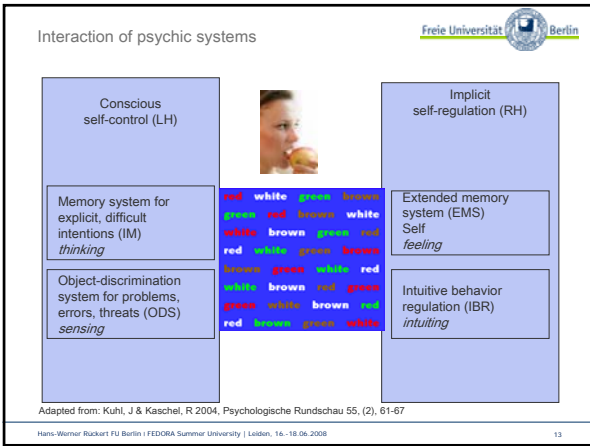 Interaction of psychic systems
Freie Universität Berlin
Conscious
self-control (LH)
Implicit
self-regulation (RH)
Memory system for
explicit, difficult
intentions (IM)
thinking
Object-discrimination
system for problems,
errors, threats (ODS)
sensing
red white green brown
green red brown white
white brown green red
red white green brown
brown green white red
white brown red green
green white brown red
red brown green white
Extended memory
system (EMS)
Self
feeling
Intuitive behavior
regulation (IBR)
intuiting
Adapted from: Kuhl, J & Kaschel, R 2004, Psychologische Rundschau 55, (2), 61-67
Hans-Werner Rückert FU Berlin I FEDORA Summer University | Leiden, 16.-18.06.2008
13